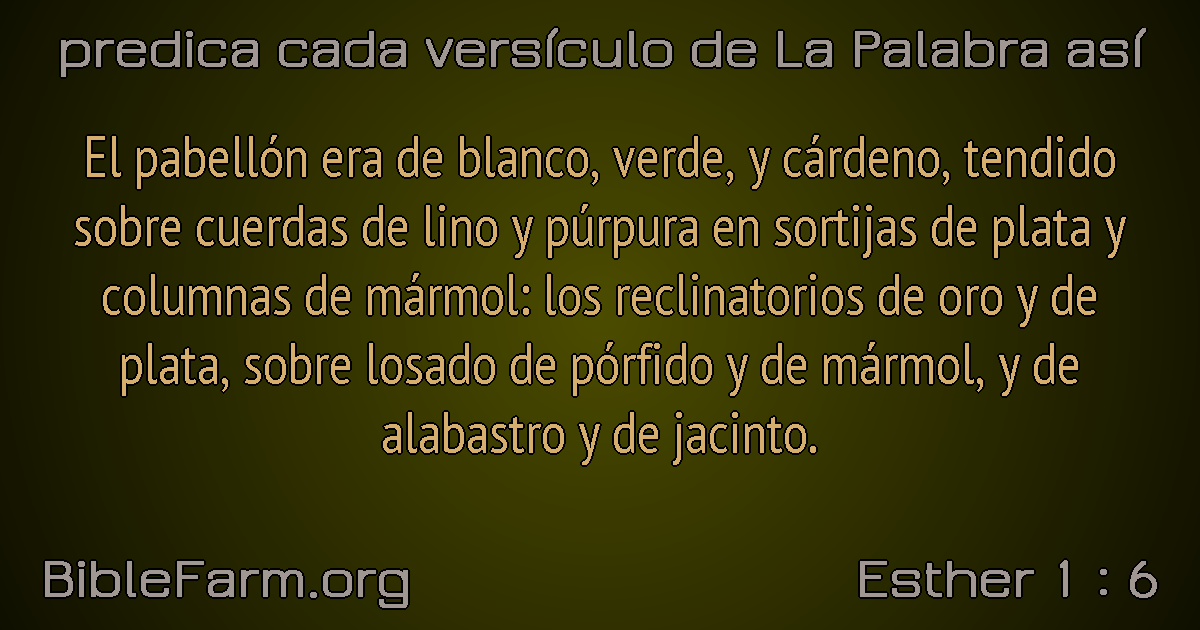 predica cada versículo de La Palabra así
El pabellón era de blanco, verde, y cárdeno, tendido
sobre cuerdas de lino y púrpura en sortijas de plata y
columnas de mármol: los reclinatorios de oro y de
plata, sobre losado de pórfido y de mármol, y de
alabastro y de jacinto.
BibleFarm.org
Esther 1 : 6